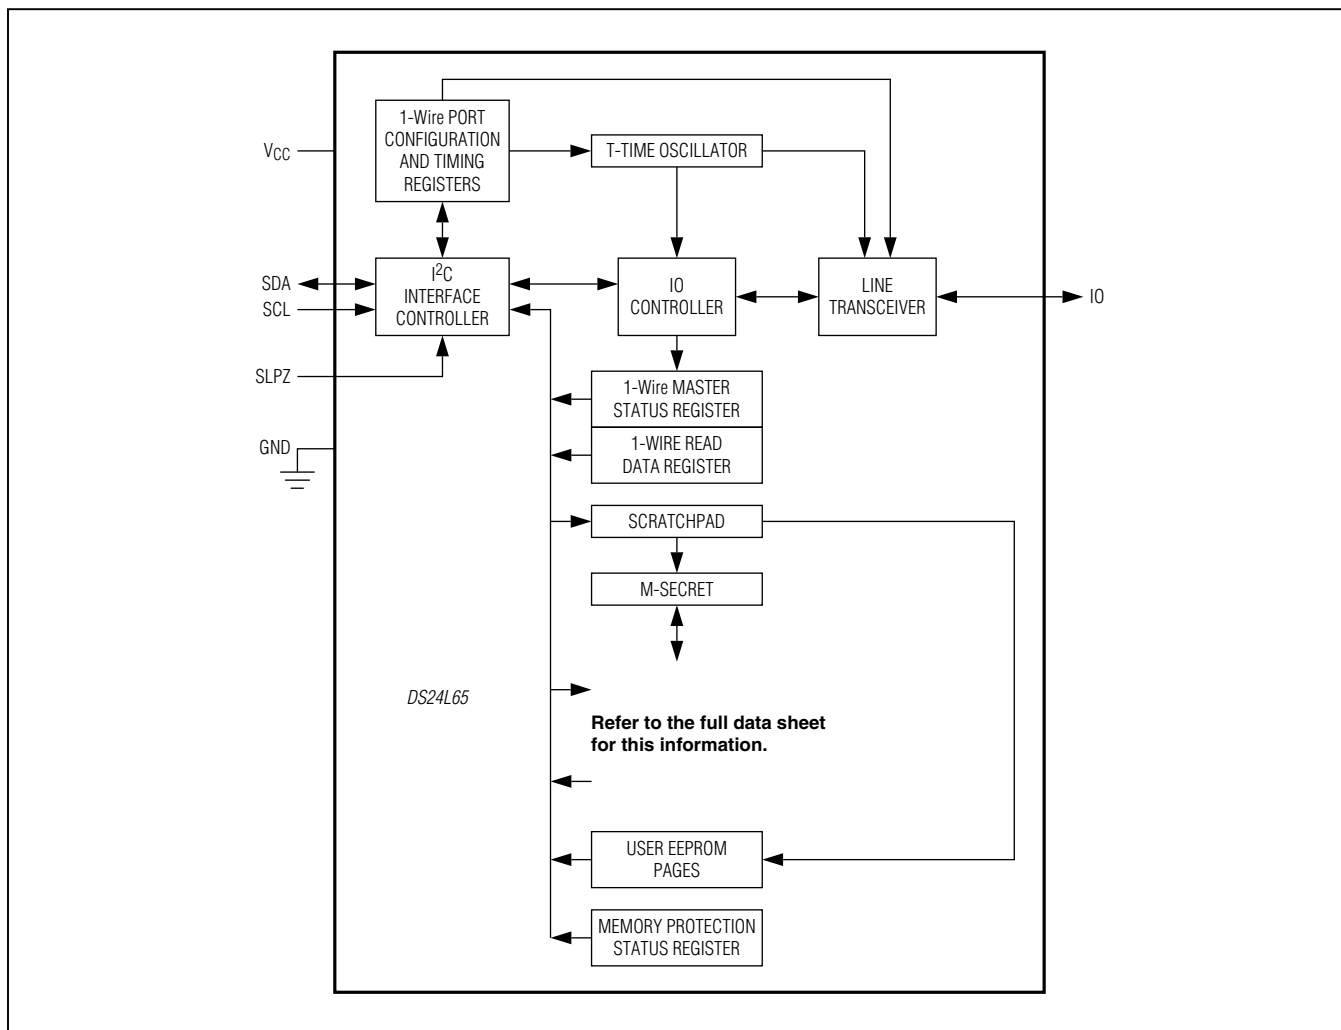 1-Wire PORT
CONFIGURATION
AND TIMING
REGISTERS
VCC
T-TIME OSCILLATOR
SDA
SCL
I2C
INTERFACE
CONTROLLER
IO
CONTROLLER
LINE
TRANSCEIVER
IO
SLPZ
1-Wire MASTER
STATUS REGISTER
GND
1-WIRE READ
DATA REGISTER
SCRATCHPAD
M-SECRET
DS24L65
Refer to the full data sheet
for this information.
USER EEPROM
PAGES
MEMORY PROTECTION
STATUS REGISTER